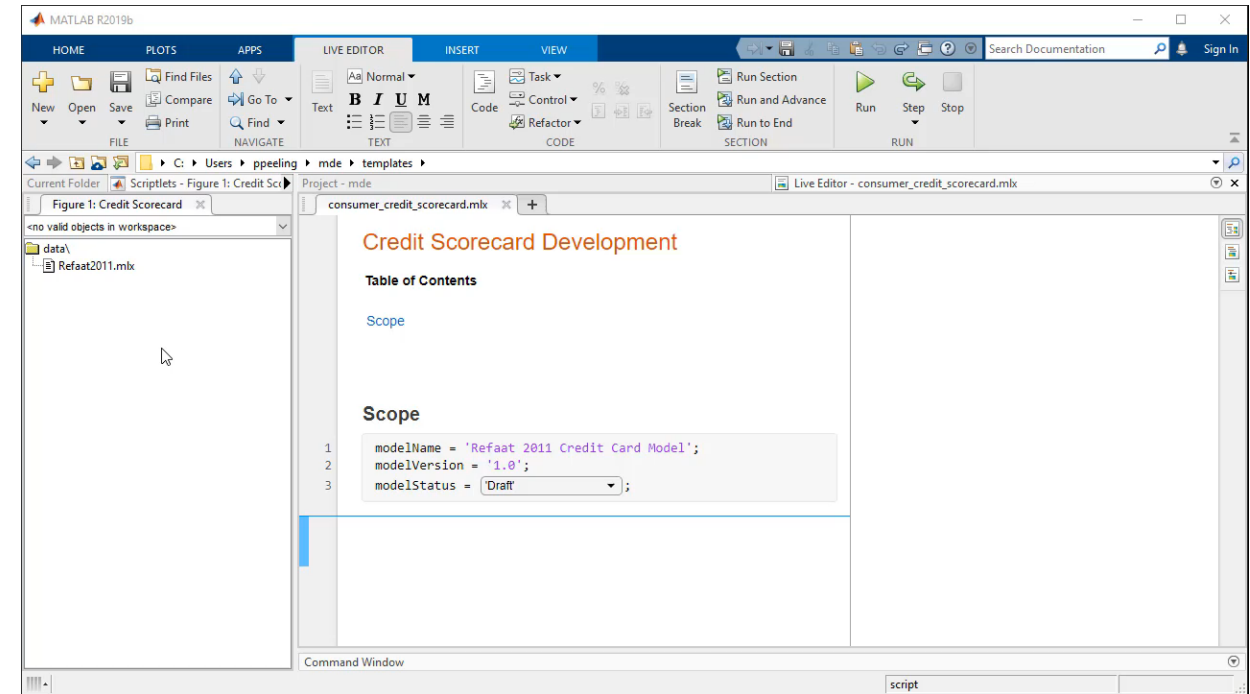 MATLAB R2019b
HOME PLOTS APPS LIVE EDITOR INSERT VIEW Search Documentation Sign In
New Open Save Find Files Compare Print FILE
Go To Find NAVIGATE
Text Aa Normal B I U M TEXT
Code Task Control Refactor CODE
Section Break Run Section Run and Advance Run to End SECTION
Run Step Stop RUN
C: Users ppeeling mde templates
Current Folder Scriptlets - Figure 1: Credit Sc Project - mde Live Editor - consumer_credit_scorecard.mlx
Figure 1: Credit Scorecard consumer_credit_scorecard.mlx +
<no valid objects in workspace>
data\
Refaat2011.mlx
Credit Scorecard Development
Table of Contents
Scope
Scope
1 modelName = 'Refaat 2011 Credit Card Model';
2 modelVersion = '1.0';
3 modelStatus = 'Draft' ;
Command Window
script